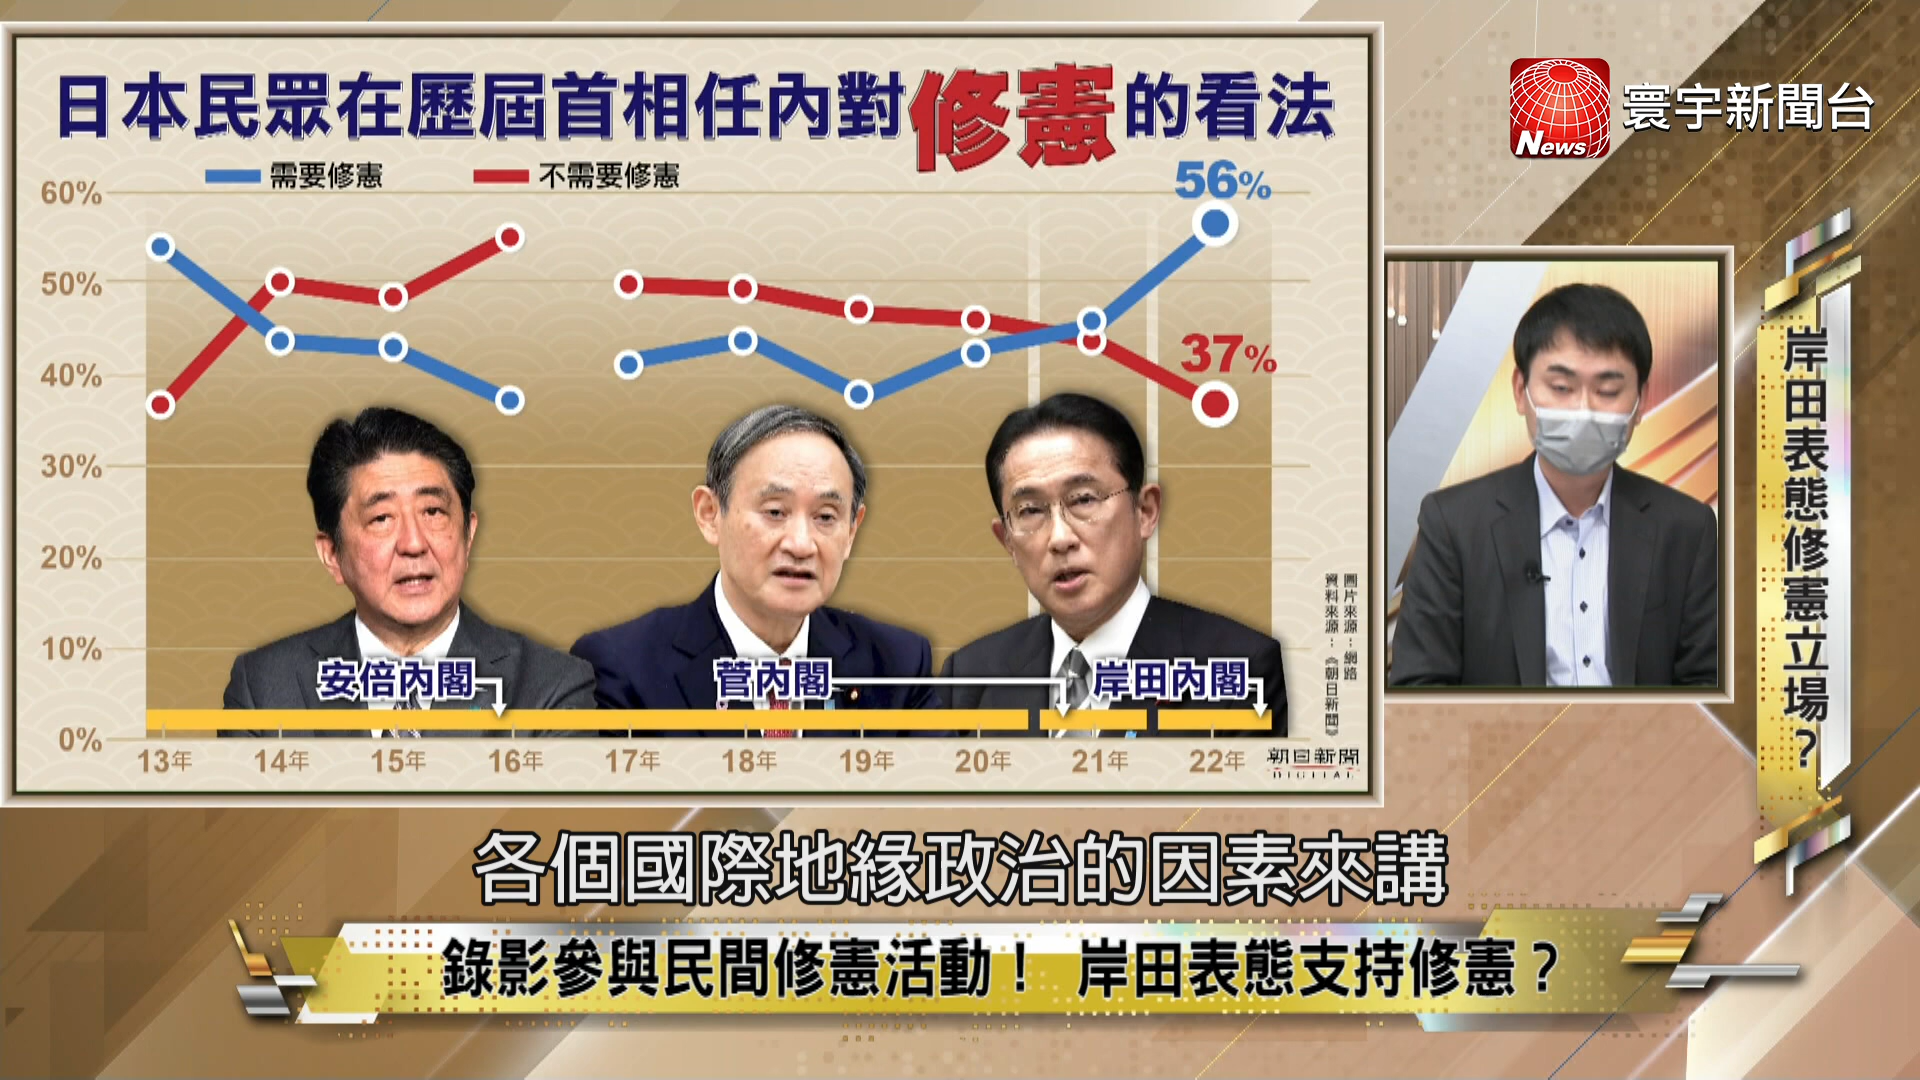 日本民眾在歷屆首相任內對修憲的看法
需要修憲 不需要修憲
60%
50%
40%
30%
20%
10%
0%
56%
37%
安倍內閣
菅內閣
岸田內閣
13年 14年 15年 16年 17年 18年 19年 20年 21年 22年
圖片來源：網路
資料來源：《朝日新聞》
朝日新聞
DIGITAL
News
寰宇新聞台
岸田表態修憲立場？
各個國際地緣政治的因素來講
錄影參與民間修憲活動！ 岸田表態支持修憲？